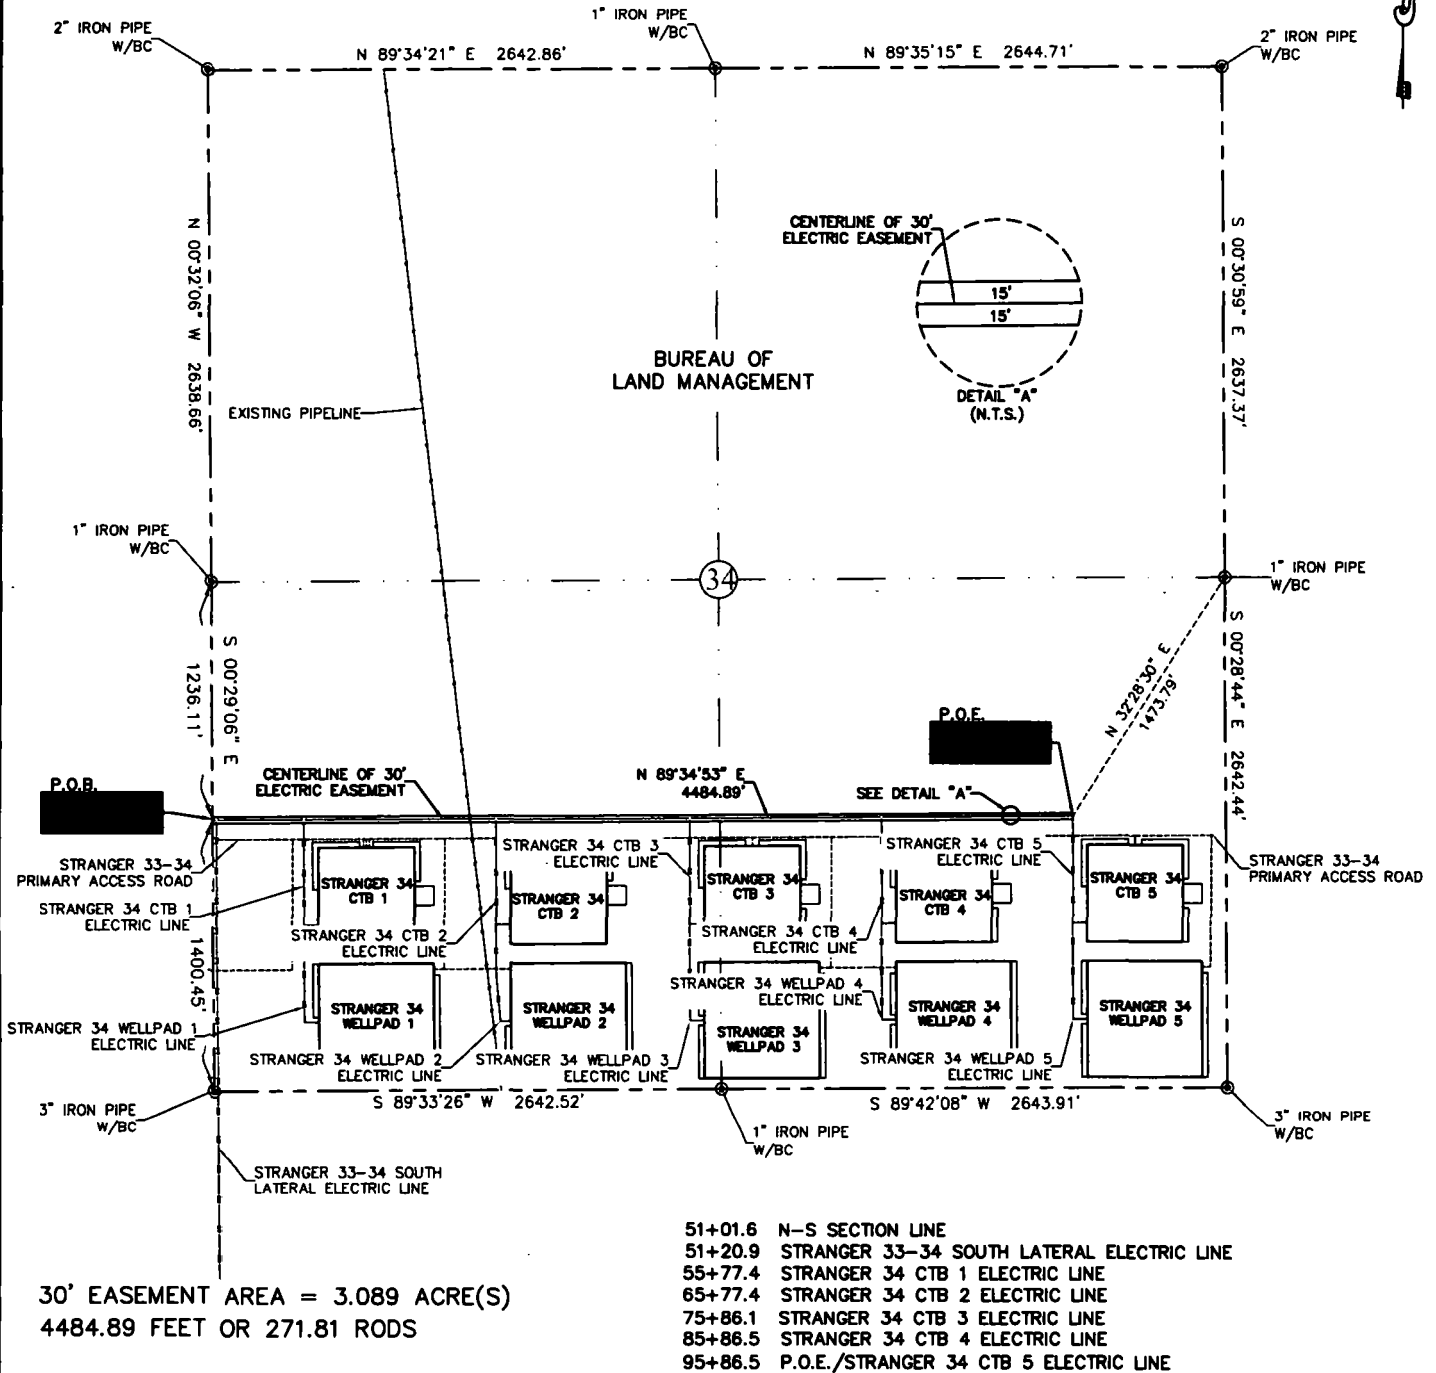 2" IRON PIPE
W/BC
N 89°34'21" E 2642.86'
1" IRON PIPE
W/BC
N 89°35'15" E 2644.71'
2" IRON PIPE
W/BC
N 00°32'06" W 2638.66'
CENTERLINE OF 30'
ELECTRIC EASEMENT
15'
15'
DETAIL "A"
(N.T.S.)
S 00°30'59" E 2637.37'
BUREAU OF
LAND MANAGEMENT
EXISTING PIPELINE
1" IRON PIPE
W/BC
34
1" IRON PIPE
W/BC
S 00°29'06" E
1236.11'
N 32°28'30" E
1473.79'
S 00°28'44" E 2642.44'
P.O.E.
P.O.B.
CENTERLINE OF 30'
ELECTRIC EASEMENT
N 89°34'53" E
4484.89'
SEE DETAIL "A"
STRANGER 33-34
PRIMARY ACCESS ROAD
STRANGER 34 CTB 1
ELECTRIC LINE
STRANGER 34
CTB 1
STRANGER 34 CTB 2
ELECTRIC LINE
STRANGER 34 CTB 3
ELECTRIC LINE
STRANGER 34
CTB 2
STRANGER 34
CTB 3
STRANGER 34 CTB 4
ELECTRIC LINE
STRANGER 34 CTB 5
ELECTRIC LINE
STRANGER 34
CTB 4
STRANGER 34
CTB 5
STRANGER 33-34
PRIMARY ACCESS ROAD
1400.45'
STRANGER 34 WELLPAD 1
ELECTRIC LINE
STRANGER 34
WELLPAD 1
STRANGER 34 WELLPAD 2
ELECTRIC LINE
STRANGER 34
WELLPAD 2
STRANGER 34 WELLPAD 3
ELECTRIC LINE
STRANGER 34 WELLPAD 4
ELECTRIC LINE
STRANGER 34
WELLPAD 3
STRANGER 34
WELLPAD 4
STRANGER 34 WELLPAD 5
ELECTRIC LINE
STRANGER 34
WELLPAD 5
3" IRON PIPE
W/BC
S 89°33'26" W 2642.52'
1" IRON PIPE
W/BC
S 89°42'08" W 2643.91'
3" IRON PIPE
W/BC
STRANGER 33-34 SOUTH
LATERAL ELECTRIC LINE
51+01.6 N-S SECTION LINE
51+20.9 STRANGER 33-34 SOUTH LATERAL ELECTRIC LINE
55+77.4 STRANGER 34 CTB 1 ELECTRIC LINE
65+77.4 STRANGER 34 CTB 2 ELECTRIC LINE
75+86.1 STRANGER 34 CTB 3 ELECTRIC LINE
85+86.5 STRANGER 34 CTB 4 ELECTRIC LINE
95+86.5 P.O.E./STRANGER 34 CTB 5 ELECTRIC LINE
30' EASEMENT AREA = 3.089 ACRE(S)
4484.89 FEET OR 271.81 RODS